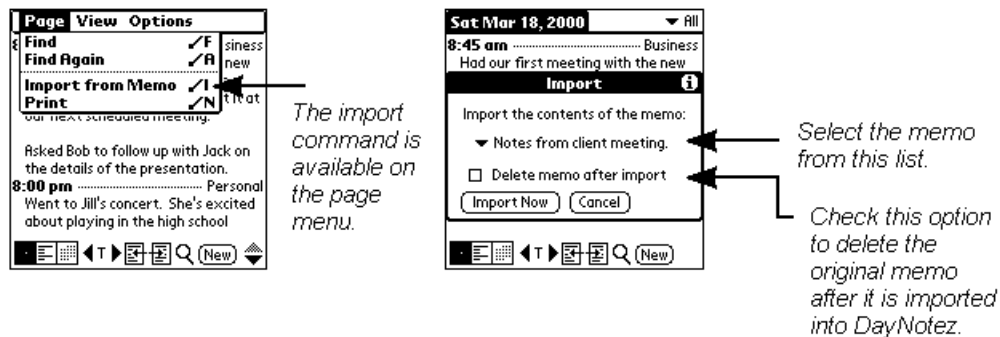 Page View Options
Find /F
Find Again /A
Import from Memo /I
Print /N
siness
new
t it at
our next scheduled meeting.
Asked Bob to follow up with Jack on
the details of the presentation.
8:00 pm Personal
Went to Jill's concert. She's excited
about playing in the high school
T New
The import
command is
available on
the page
menu.
Sat Mar 18, 2000 All
8:45 am Business
Had our first meeting with the new
Import i
Import the contents of the memo:
Notes from client meeting.
Delete memo after import
Import Now Cancel
T New
Select the memo
from this list.
Check this option
to delete the
original memo
after it is imported
into DayNotez.